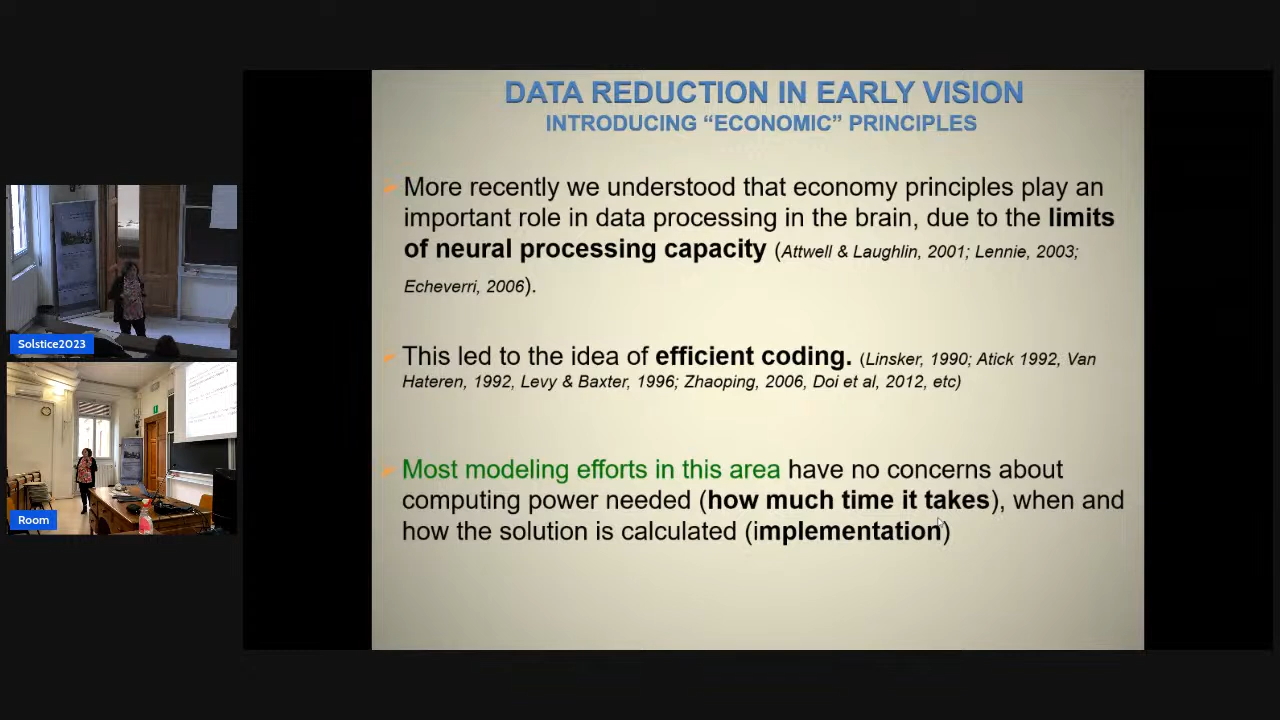 DATA REDUCTION IN EARLY VISION
INTRODUCING “ECONOMIC” PRINCIPLES
More recently we understood that economy principles play an
important role in data processing in the brain, due to the limits
of neural processing capacity (Attwell & Laughlin, 2001; Lennie, 2003;
Echeverri, 2006).
This led to the idea of efficient coding. (Linsker, 1990; Atick 1992, Van
Hateren, 1992, Levy & Baxter, 1996; Zhaoping, 2006, Doi et al, 2012, etc)
Most modeling efforts in this area have no concerns about
computing power needed (how much time it takes), when and
how the solution is calculated (implementation)
Solstice2023
Room